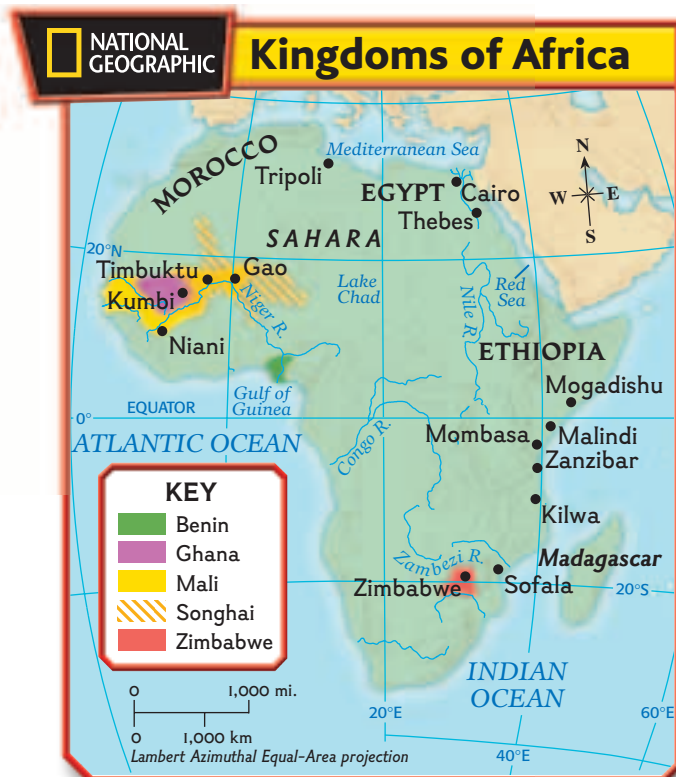 NATIONAL
GEOGRAPHIC
Kingdoms of Africa
MOROCCO
Tripoli
Mediterranean Sea
EGYPT
Cairo
Thebes
N
W
E
S
SAHARA
20°N
Timbuktu
Gao
Kumbi
Niger R.
Lake
Chad
Nile R.
Red
Sea
Niani
ETHIOPIA
Mogadishu
Gulf of
Guinea
EQUATOR
0°
ATLANTIC OCEAN
Congo R.
Mombasa
Malindi
Zanzibar
Kilwa
KEY
Benin
Ghana
Mali
Songhai
Zimbabwe
Zambezi R.
Madagascar
Zimbabwe
Sofala
20°S
INDIAN
OCEAN
0
1,000 mi.
0
1,000 km
20°E
60°E
Lambert Azimuthal Equal-Area projection
40°E